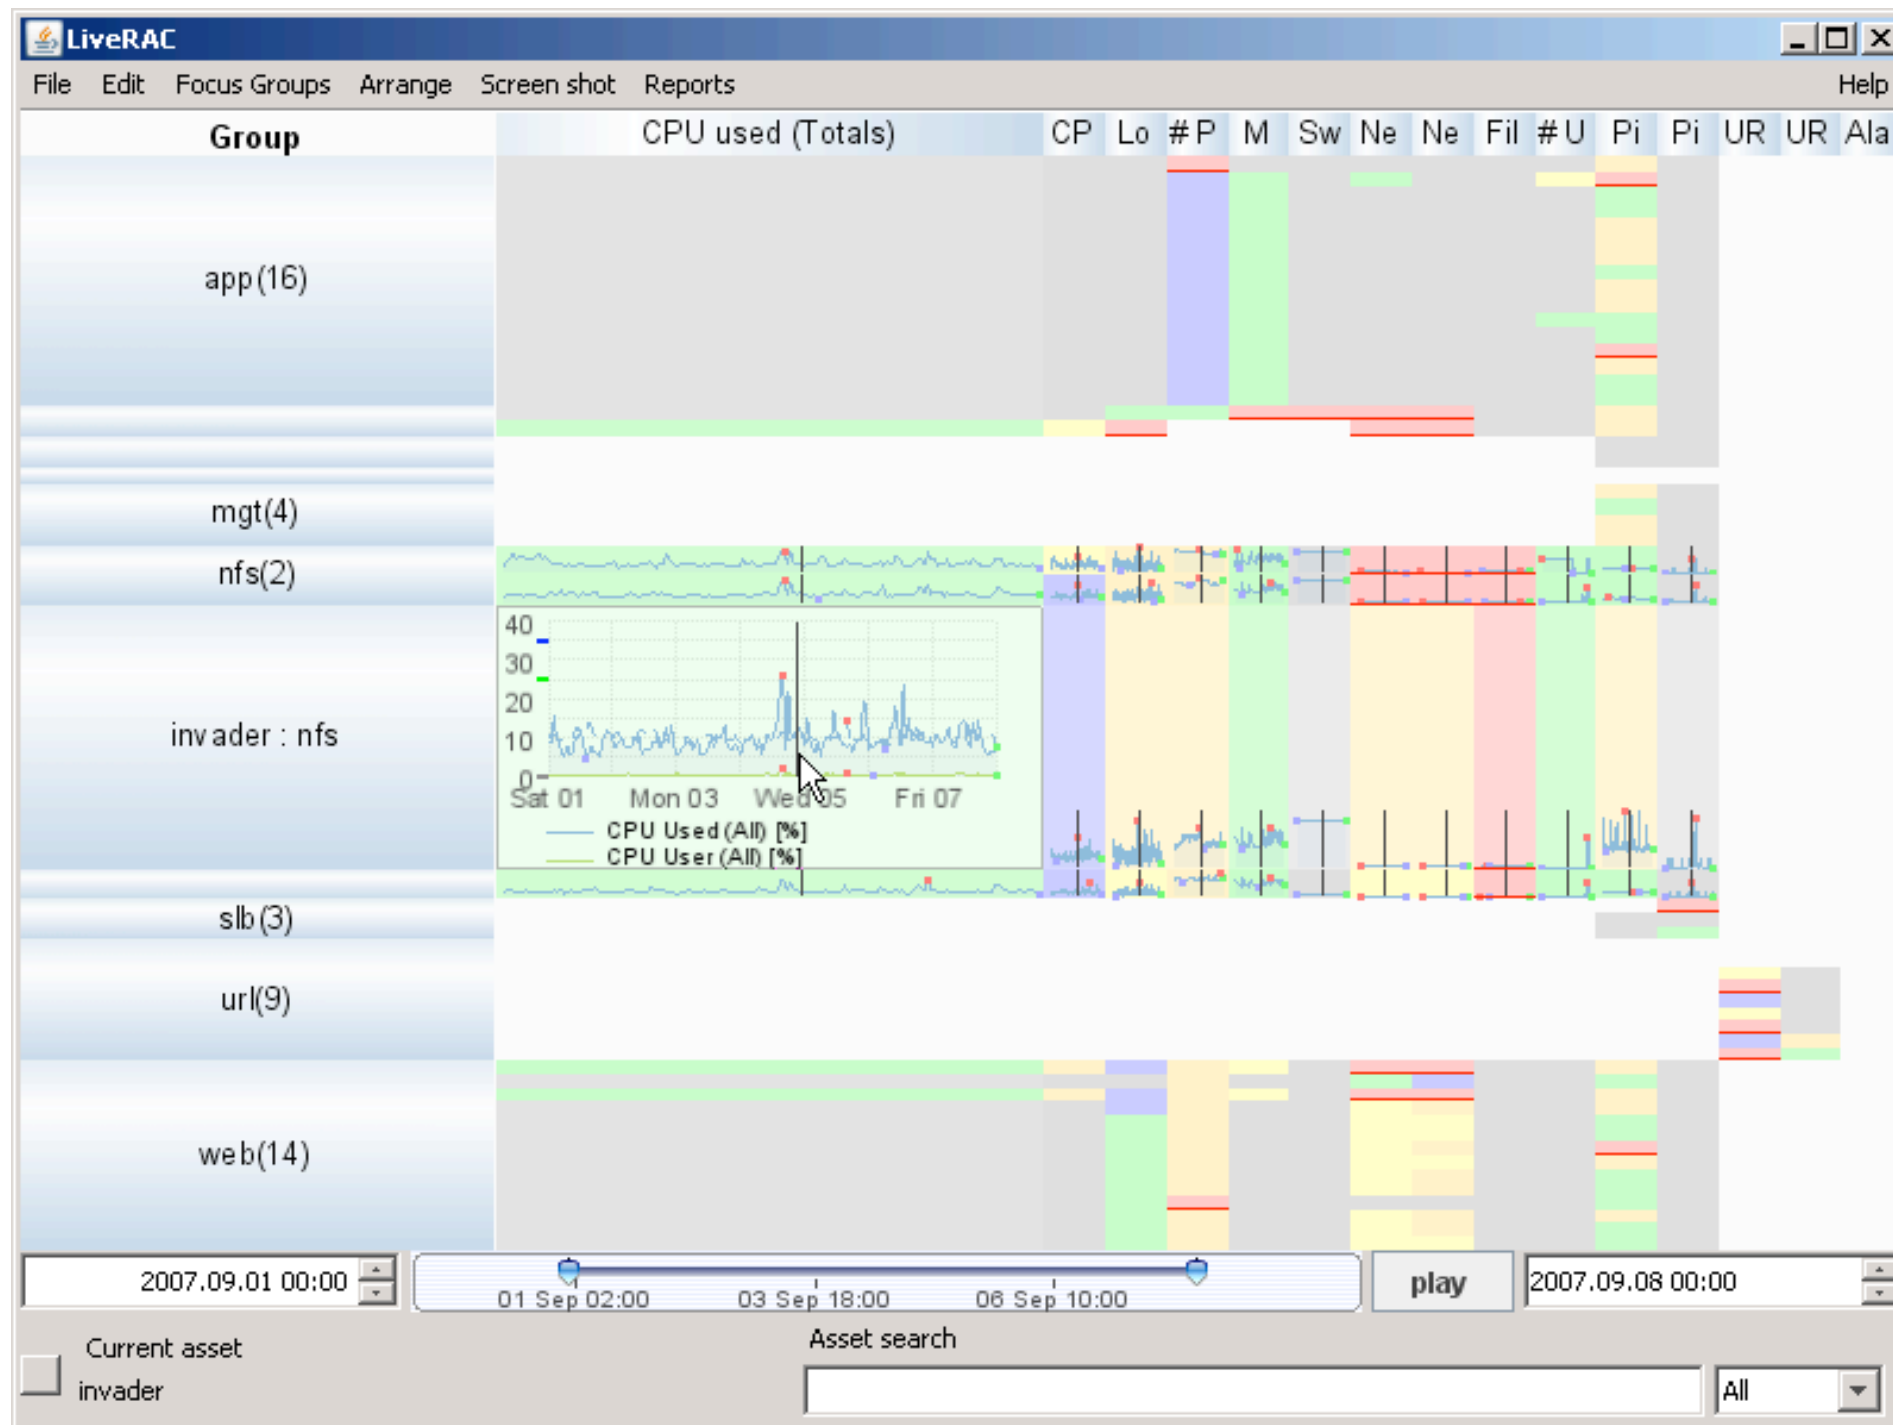 LiveRAC
File Edit Focus Groups Arrange Screen shot Reports Help
Group CPU used (Totals) CP Lo # P M Sw Ne Ne Fil # U Pi Pi UR UR Ala
app(16)
mgt(4)
nfs(2)
invader : nfs
40
30
20
10
0
Sat 01 Mon 03 Wed 05 Fri 07
CPU Used (All) [%]
CPU User (All) [%]
slb(3)
url(9)
web(14)
2007.09.01 00:00
01 Sep 02:00 03 Sep 18:00 06 Sep 10:00
play
2007.09.08 00:00
Current asset
invader
Asset search
All